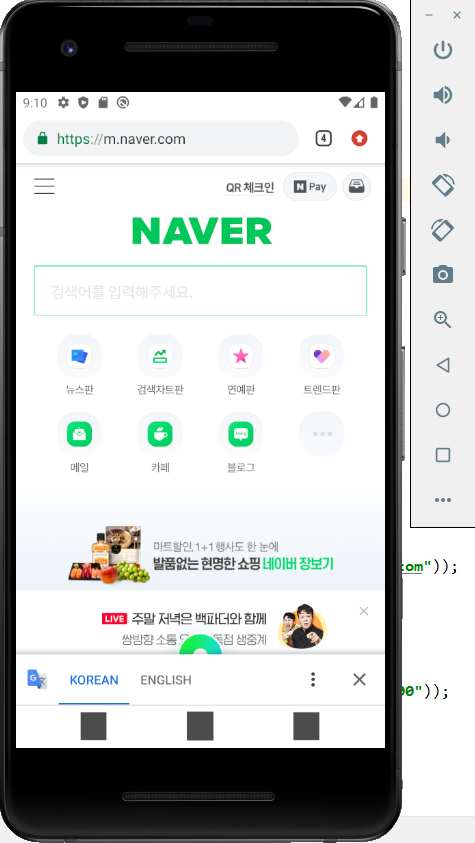 9:10
https://m.naver.com
4
QR 체크인
N Pay
NAVER
검색어를 입력해주세요.
뉴스판
검색차트판
연예판
트렌드판
메일
카페
블로그
마트할인, 1+1 행사도 한 눈에
발품없는 현명한 쇼핑 네이버 장보기
LIVE 주말 저녁은 백파더와 함께
쌍방향 소통 독점 생중계
KOREAN
ENGLISH
om"));
00"));